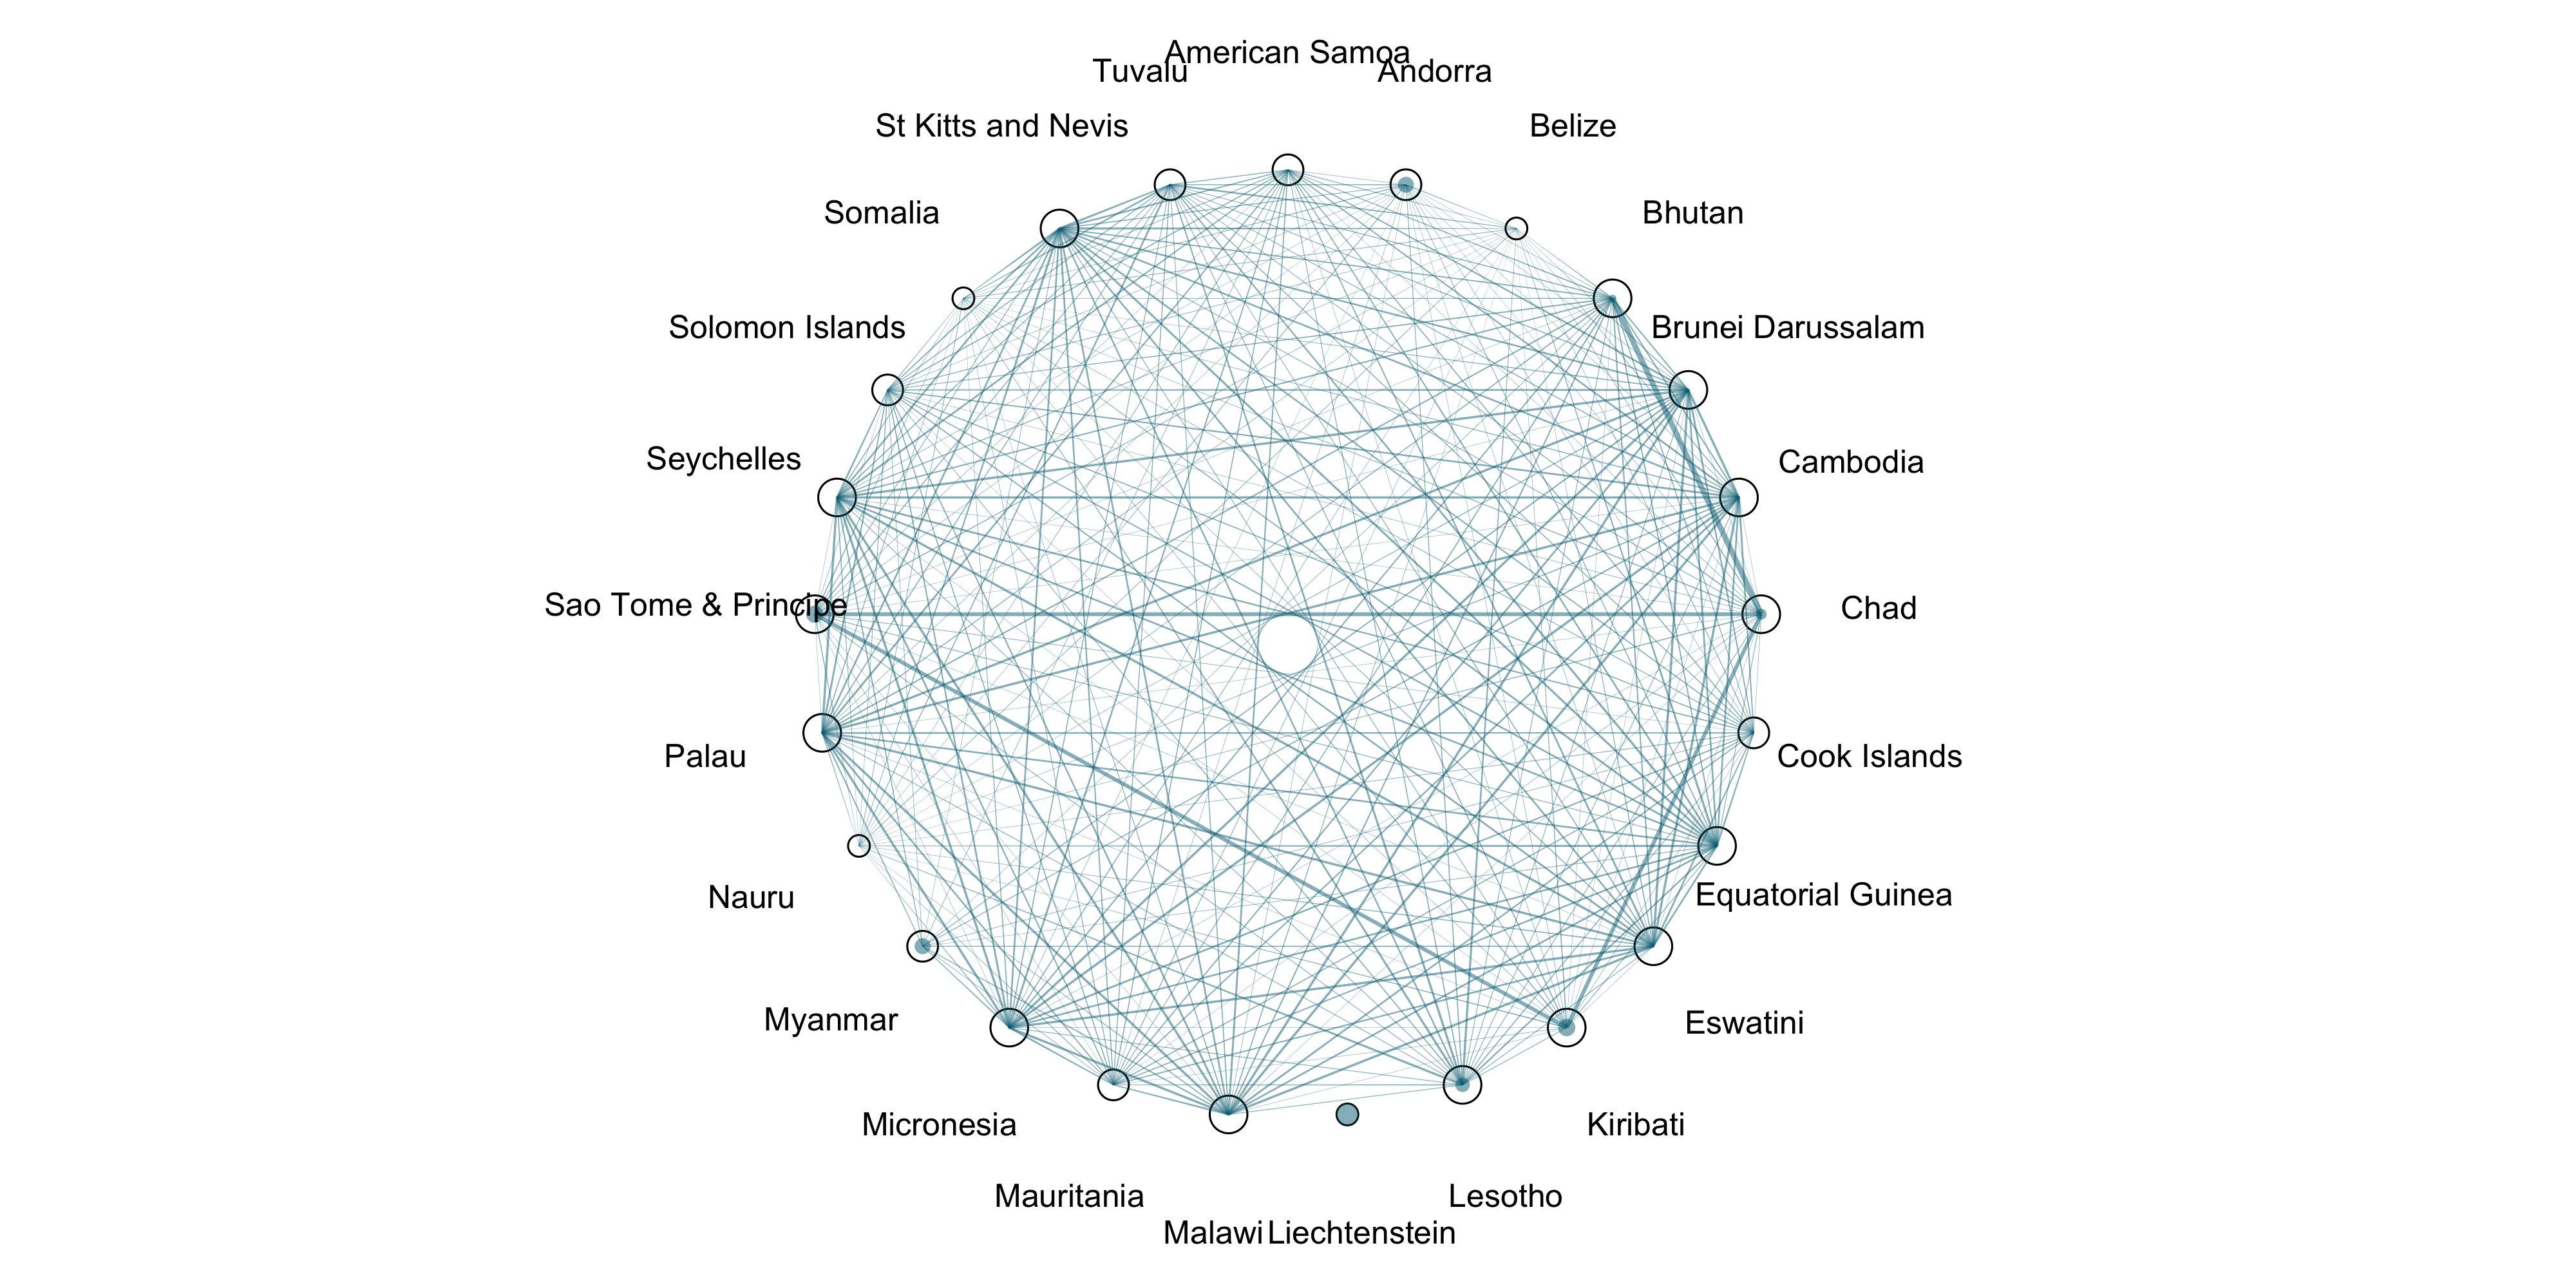 American Samoa
Tuvalu
Andorra
St Kitts and Nevis
Belize
Somalia
Bhutan
Solomon Islands
Brunei Darussalam
Seychelles
Cambodia
Sao Tome & Principe
Chad
Palau
Cook Islands
Nauru
Equatorial Guinea
Myanmar
Eswatini
Micronesia
Kiribati
Mauritania
Lesotho
Malawi
Liechtenstein